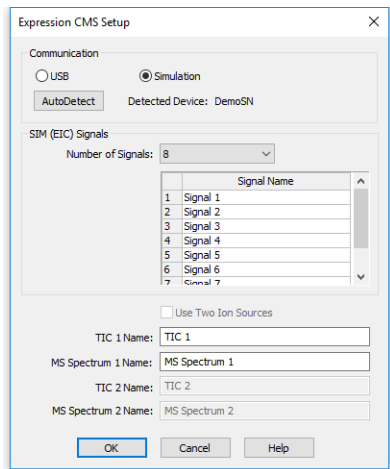 Expression CMS Setup
Communication
USB
Simulation
AutoDetect
Detected Device: DemoSN
SIM (EIC) Signals
Number of Signals: 8
Signal Name
1 Signal 1
2 Signal 2
3 Signal 3
4 Signal 4
5 Signal 5
6 Signal 6
7 Signal 7
Use Two Ion Sources
TIC 1 Name: TIC 1
MS Spectrum 1 Name: MS Spectrum 1
TIC 2 Name: TIC 2
MS Spectrum 2 Name: MS Spectrum 2
OK Cancel Help